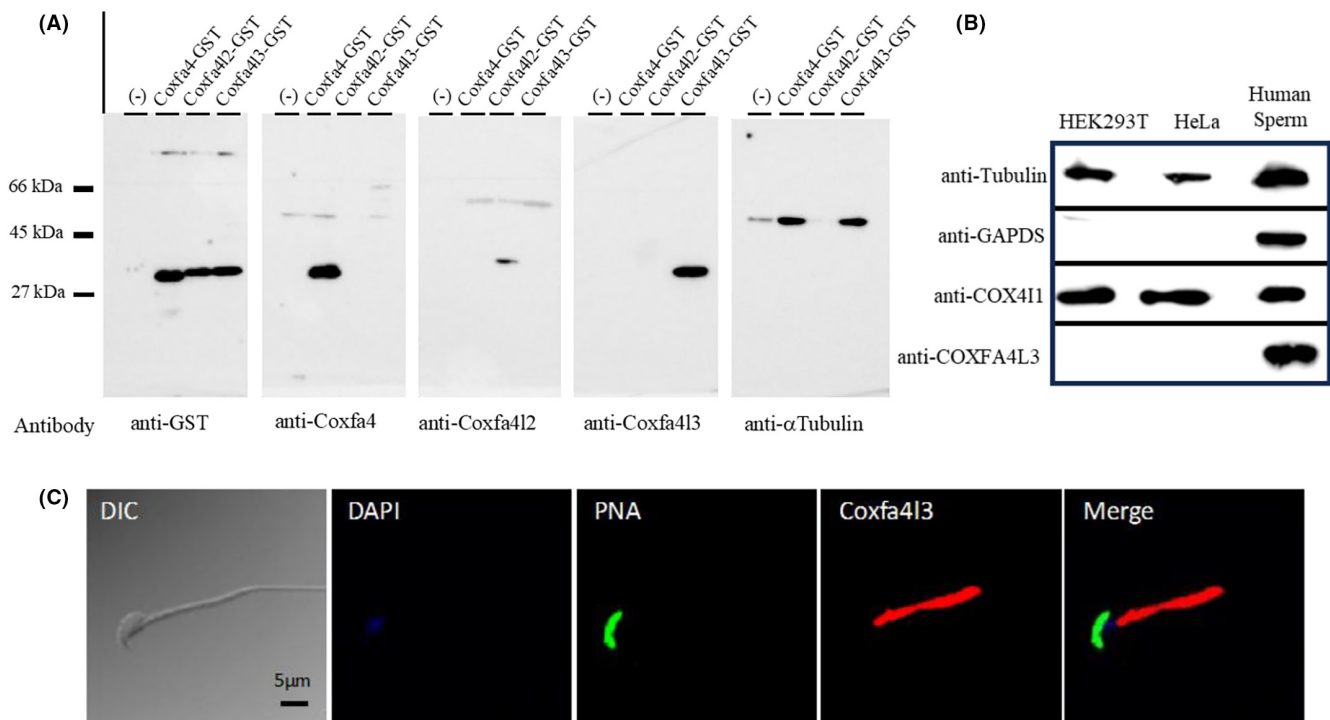 (A)
(-) Coxfa4-GST Coxfa4l2-GST Coxfa4l3-GST
(-) Coxfa4-GST Coxfa4l2-GST Coxfa4l3-GST
(-) Coxfa4-GST Coxfa4l2-GST Coxfa4l3-GST
(-) Coxfa4-GST Coxfa4l2-GST Coxfa4l3-GST
(-) Coxfa4-GST Coxfa4l2-GST Coxfa4l3-GST
66 kDa
45 kDa
27 kDa
Antibody anti-GST anti-Coxfa4 anti-Coxfa4l2 anti-Coxfa4l3 anti-αTubulin
(B)
HEK293T HeLa Human
Sperm
anti-Tubulin
anti-GAPDS
anti-COX4I1
anti-COXFA4L3
(C)
DIC DAPI PNA Coxfa4l3 Merge
5μm